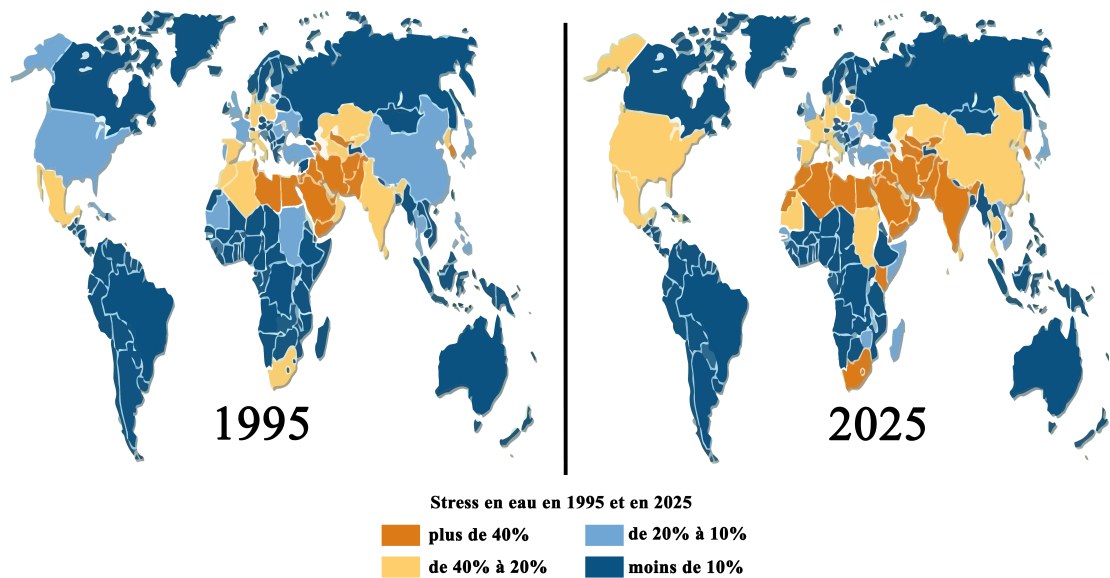 1995
2025
Stress en eau en 1995 et en 2025
plus de 40%
de 20% à 10%
de 40% à 20%
moins de 10%